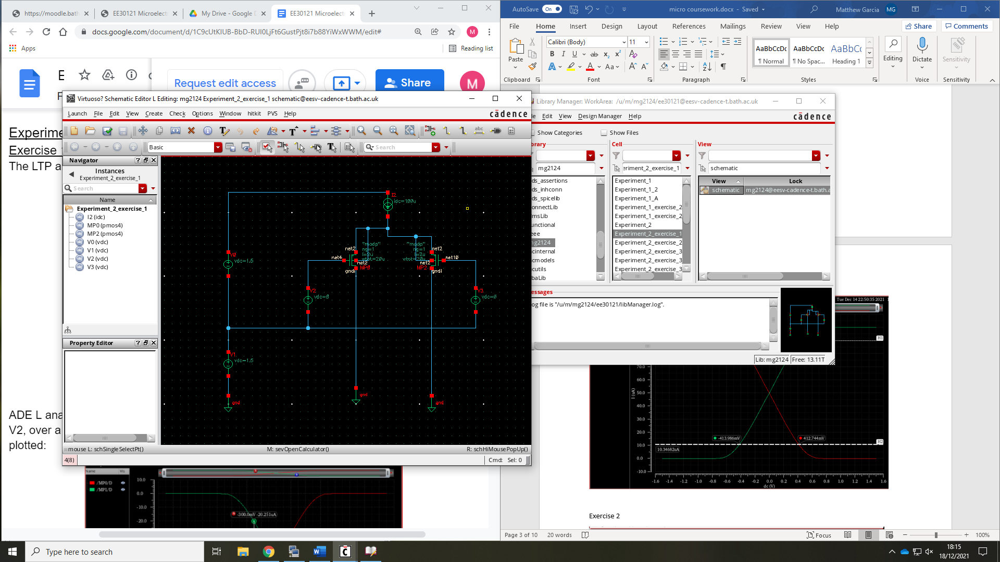 https://moodle.bath
EE30121 Microelect
My Drive - Google D
EE30121 Microelect
docs.google.com/document/d/1C9cUtKIUB-BbD-RUI0LjFt6GustPjt8i7b88YiWxWWM/edit#
M
Apps
Reading list
E
Request edit access
Share
M
F
Experime
Exercise
The LTP a
ADE L ana
V2, over a
plotted:
Virtuoso? Schematic Editor L Editing: mg2124 Experiment_2_exercise_1 schematic@eesv-cadence-t.bath.ac.uk
Launch File Edit View Create Check Options Window hitkit PVS Help
cādence
Basic
Search
Navigator
Instances
Experiment_2_exercise_1
Search
Name
Experiment_2_exercise_1
I2 (idc)
MP0 (pmos4)
MP2 (pmos4)
V0 (vdc)
V1 (vdc)
V2 (vdc)
V3 (vdc)
Property Editor
I2
idc=100u
"modp"
ng=1
l=2u
wtot=20u
"modp"
ng=1
l=2u
wtot=20u
net2
net4
net2
MP0
gnd!
net2
net10
net2
MP2
gnd!
V0
vdc=1.5
V2
vdc=0
V3
vdc=0
V1
vdc=1.5
gnd
gnd
gnd
mouse L: schSingleSelectPt()
M: sevOpenCalculator()
R: schHiMousePopUp()
4(8)
Cmd: Sel: 0
Name Vis
/MP0/D
/MP1/D
10.0
0.0
-10.0
-20.0
-300.0mV -20.251uA
AutoSave On
micro coursework.docx - Saved
Matthew Garcia MG
File Home Insert Design Layout References Mailings Review View Help
Share
Comments
Paste
Calibri (Body) 11
B I U ab x2 x2
AaBbCcDc
¶ Normal
AaBbCcDc
¶ No Spac...
AaBbCc
Heading 1
Editing
Dictate
Sensitivity
Clipboard Font Paragraph Styles Voice Sensitivity
Library Manager: WorkArea: /u/m/mg2124/ee30121@eesv-cadence-t.bath.ac.uk
le Edit View Design Manager Help
cādence
Show Categories
Show Files
brary
Cell
View
mg2124
eriment_2_exercise_1
schematic
ds_assertions
ds_inhconn
ds_spicelib
onnectLib
lmsLib
unctional
eee
mg2124
cinternal
cmodels
cutils
baLib
Experiment_1
Experiment_1_2
Experiment_1_A
Experiment_1_exercise_2
Experiment_1_exercise_2
Experiment_2
Experiment_2_exercise_1
Experiment_2_exercise_2
Experiment_2_exercise_3
Experiment_2_exercise_3
Experiment_2_exercise_3
View Lock
schematic mg2124@eesv-cadence-t.bath.a
essages
og file is "/u/m/mg2124/ee30121/libManager.log".
Lib: mg2124 Free: 13.11T
Tue Dec 14 22:50:35 2021
H1
70.0
60.0
50.0
40.0
30.0
20.0
10.0
0.0
-10.0
I (uA)
-413.986mV
412.744mV
10.34682uA
H2
-1.6 -1.4 -1.2 -1.0 -0.8 -0.6 -0.4 -0.2 0.0 0.2 0.4 0.6 0.8 1.0 1.2 1.4 1.6
dc (V)
Exercise 2
Page 3 of 10
20 words
Focus
100%
Type here to search
18:15
18/12/2021